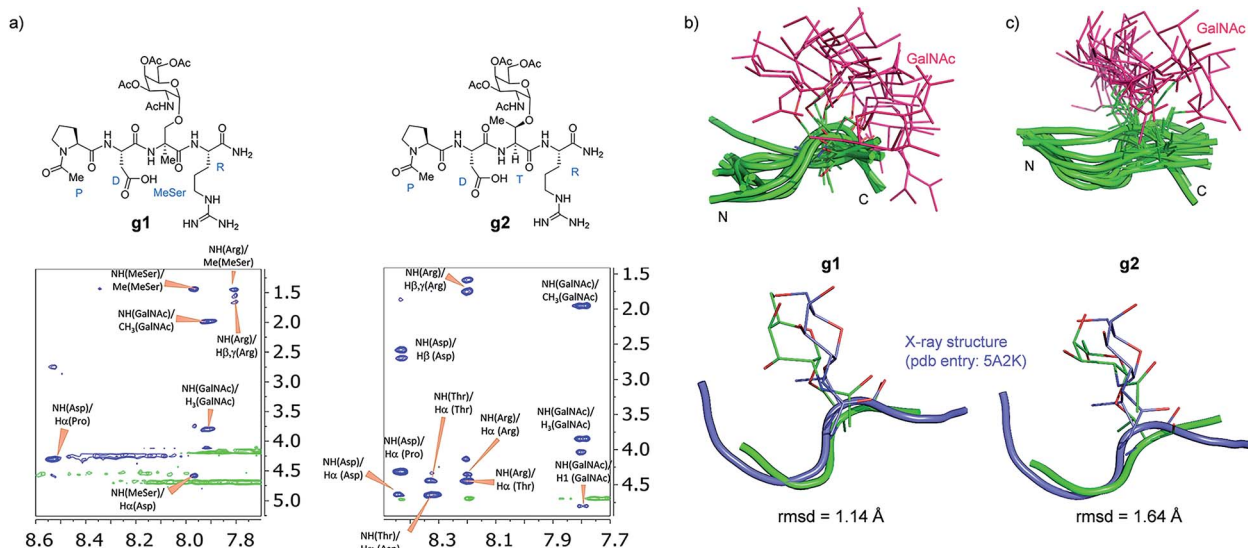 a)
b)
c)
OAc
OAc
AcO
O
AcHN
O
N
O
Me
O
H
N
O
OH
O
N
H
Me
O
H
N
O
NH2
P
D
MeSer
R
HN
NH2
NH
g1
OAc
OAc
AcO
O
AcHN
O
Me
N
O
Me
O
H
N
O
OH
O
N
H
H
O
H
N
O
NH2
P
D
T
R
HN
NH2
NH
g2
GalNAc
N
C
GalNAc
N
C
NH(Arg)/
Me(MeSer)
NH(MeSer)/
Me(MeSer)
NH(GalNAc)/
CH3(GalNAc)
NH(Arg)/
Hβ,γ(Arg)
NH(GalNAc)/
H3(GalNAc)
NH(Asp)/
Hα(Pro)
NH(MeSer)/
Hα(Asp)
1.5
2.0
2.5
3.0
3.5
4.0
4.5
5.0
8.6
8.4
8.2
8.0
7.8
NH(Arg)/
Hβ,γ(Arg)
NH(GalNAc)/
CH3(GalNAc)
NH(Asp)/
Hβ (Asp)
NH(Thr)/
Hα (Thr)
NH(Arg)/
Hα (Arg)
NH(GalNAc)/
H3(GalNAc)
NH(Asp)/
Hα (Pro)
NH(Asp)/
Hα (Asp)
NH(Arg)/
Hα (Thr)
NH(GalNAc)/
H1 (GalNAc)
NH(Thr)/
Hα (Asp)
1.5
2.0
2.5
3.0
3.5
4.0
4.5
8.3
8.1
7.9
7.7
g1
g2
X-ray structure
(pdb entry: 5A2K)
rmsd = 1.14 Å
rmsd = 1.64 Å